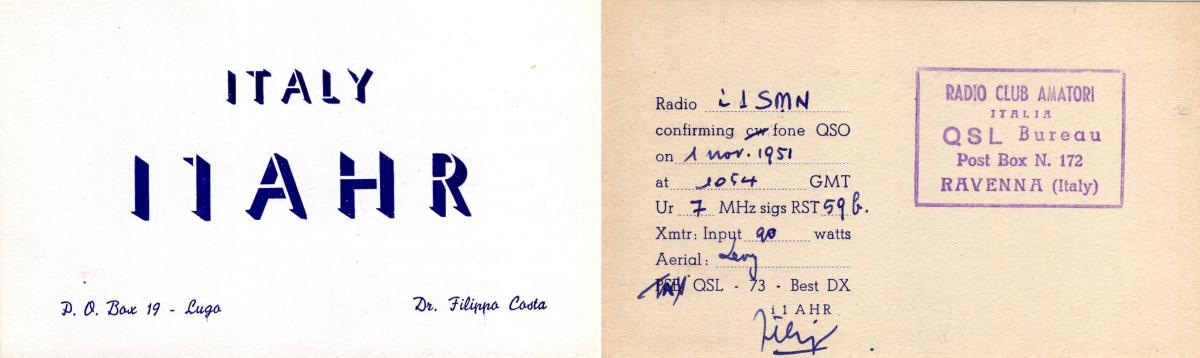 ITALY
I1AHR
P. O. Box 19 - Lugo
Dr. Filippo Costa
Radio i1SMN
confirming cw fone QSO
on 1 nov. 1951
at 1054 GMT
Ur 7 MHz sigs RST 59 b.
Xmtr: Input 90 watts
Aerial: Levy
QSL - 73 - Best DX
i1AHR
RADIO CLUB AMATORI
ITALIA
QSL Bureau
Post Box N. 172
RAVENNA (Italy)